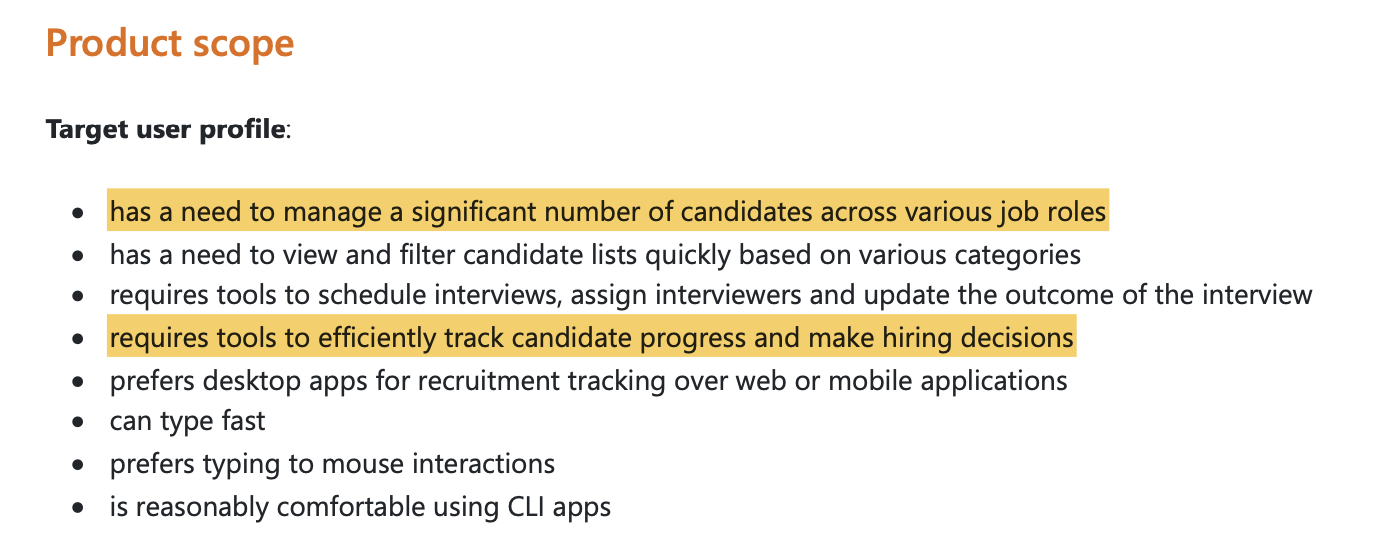 Product scope
Target user profile:
• has a need to manage a significant number of candidates across various job roles
• has a need to view and filter candidate lists quickly based on various categories
• requires tools to schedule interviews, assign interviewers and update the outcome of the interview
• requires tools to efficiently track candidate progress and make hiring decisions
• prefers desktop apps for recruitment tracking over web or mobile applications
• can type fast
• prefers typing to mouse interactions
• is reasonably comfortable using CLI apps